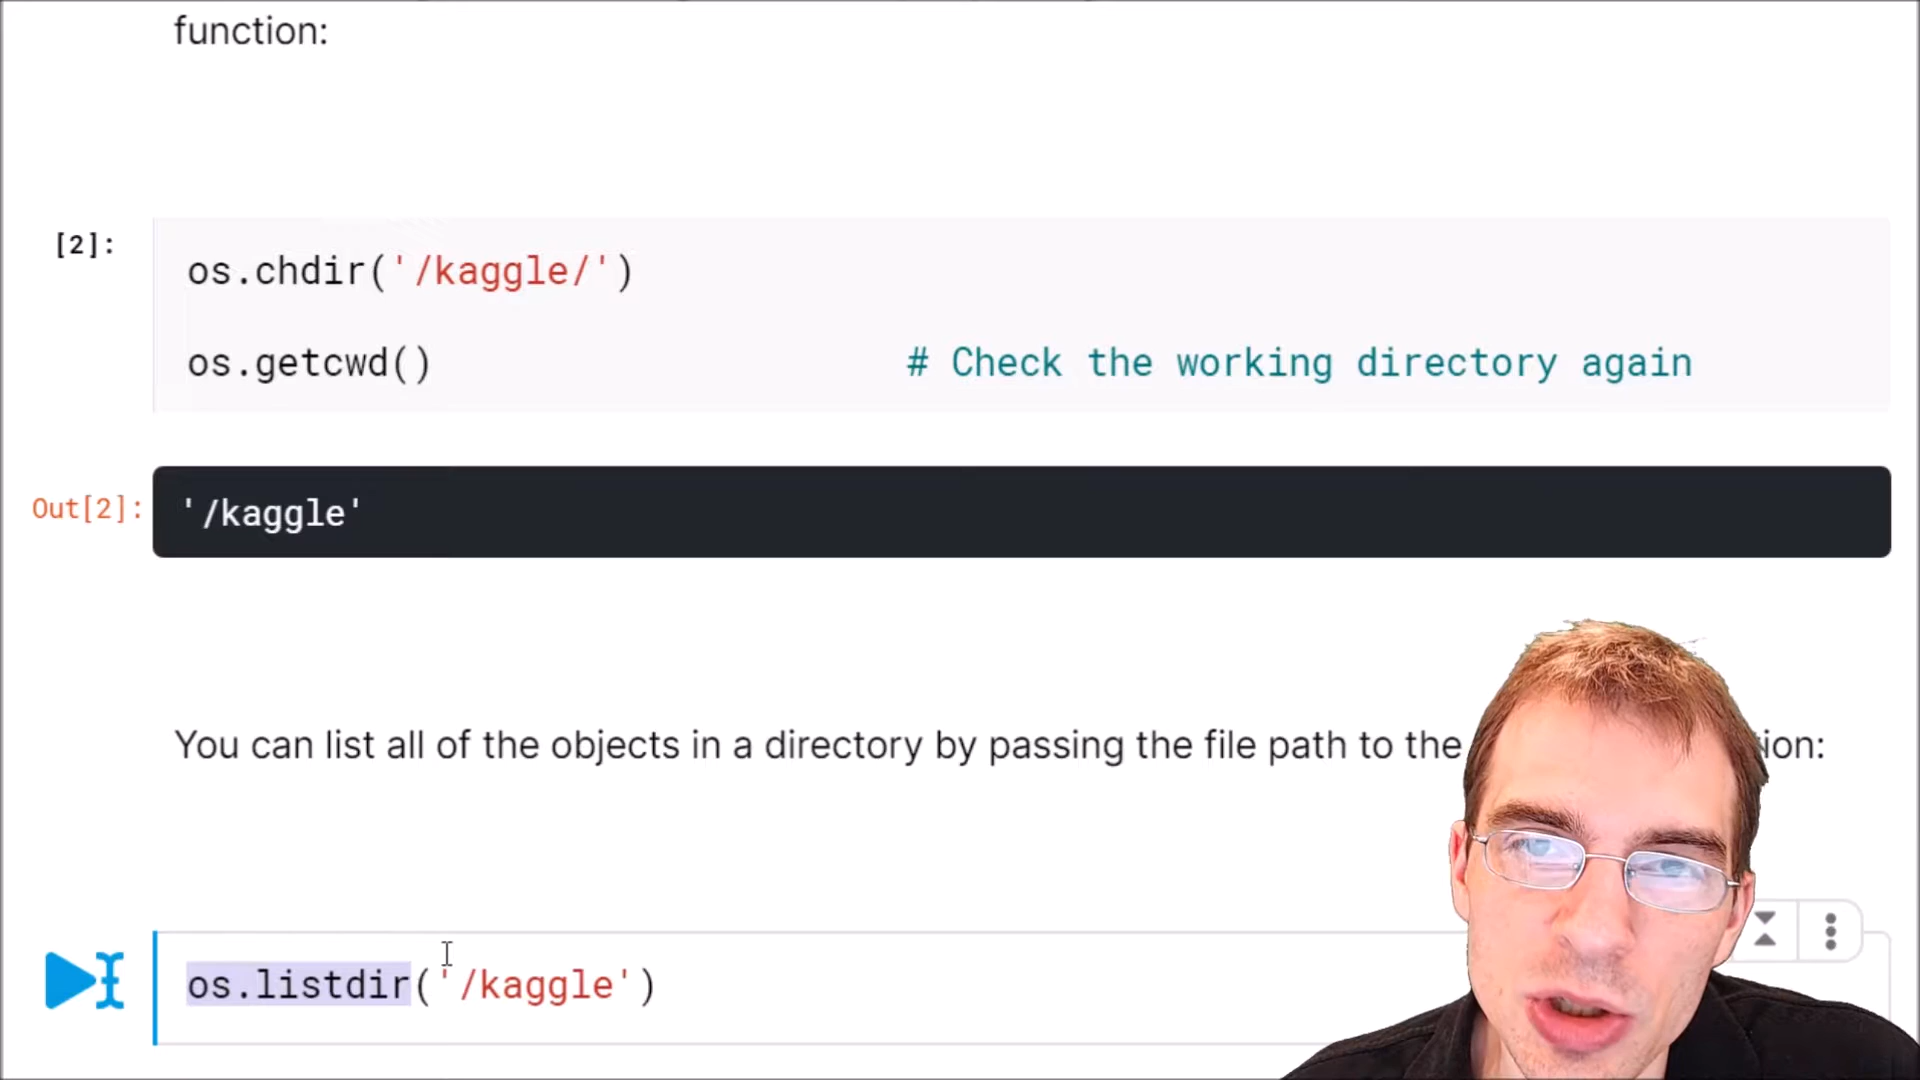 function:
[2]:
os.chdir('/kaggle/')
os.getcwd() # Check the working directory again
Out[2]:
'/kaggle'
You can list all of the objects in a directory by passing the file path to the ion:
os.listdir('/kaggle')